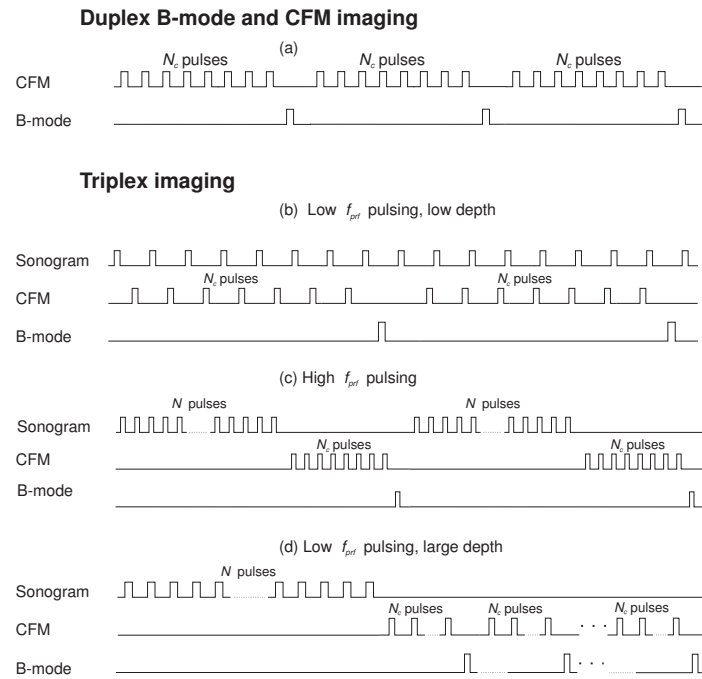 Duplex B-mode and CFM imaging
(a)
N_c pulses N_c pulses N_c pulses
CFM
B-mode
Triplex imaging
(b) Low f_prf pulsing, low depth
Sonogram
N_c pulses N_c pulses
CFM
B-mode
(c) High f_prf pulsing
N pulses N pulses
Sonogram
N_c pulses N_c pulses
CFM
B-mode
(d) Low f_prf pulsing, large depth
N pulses
Sonogram
N_c pulses N_c pulses N_c pulses
CFM
B-mode